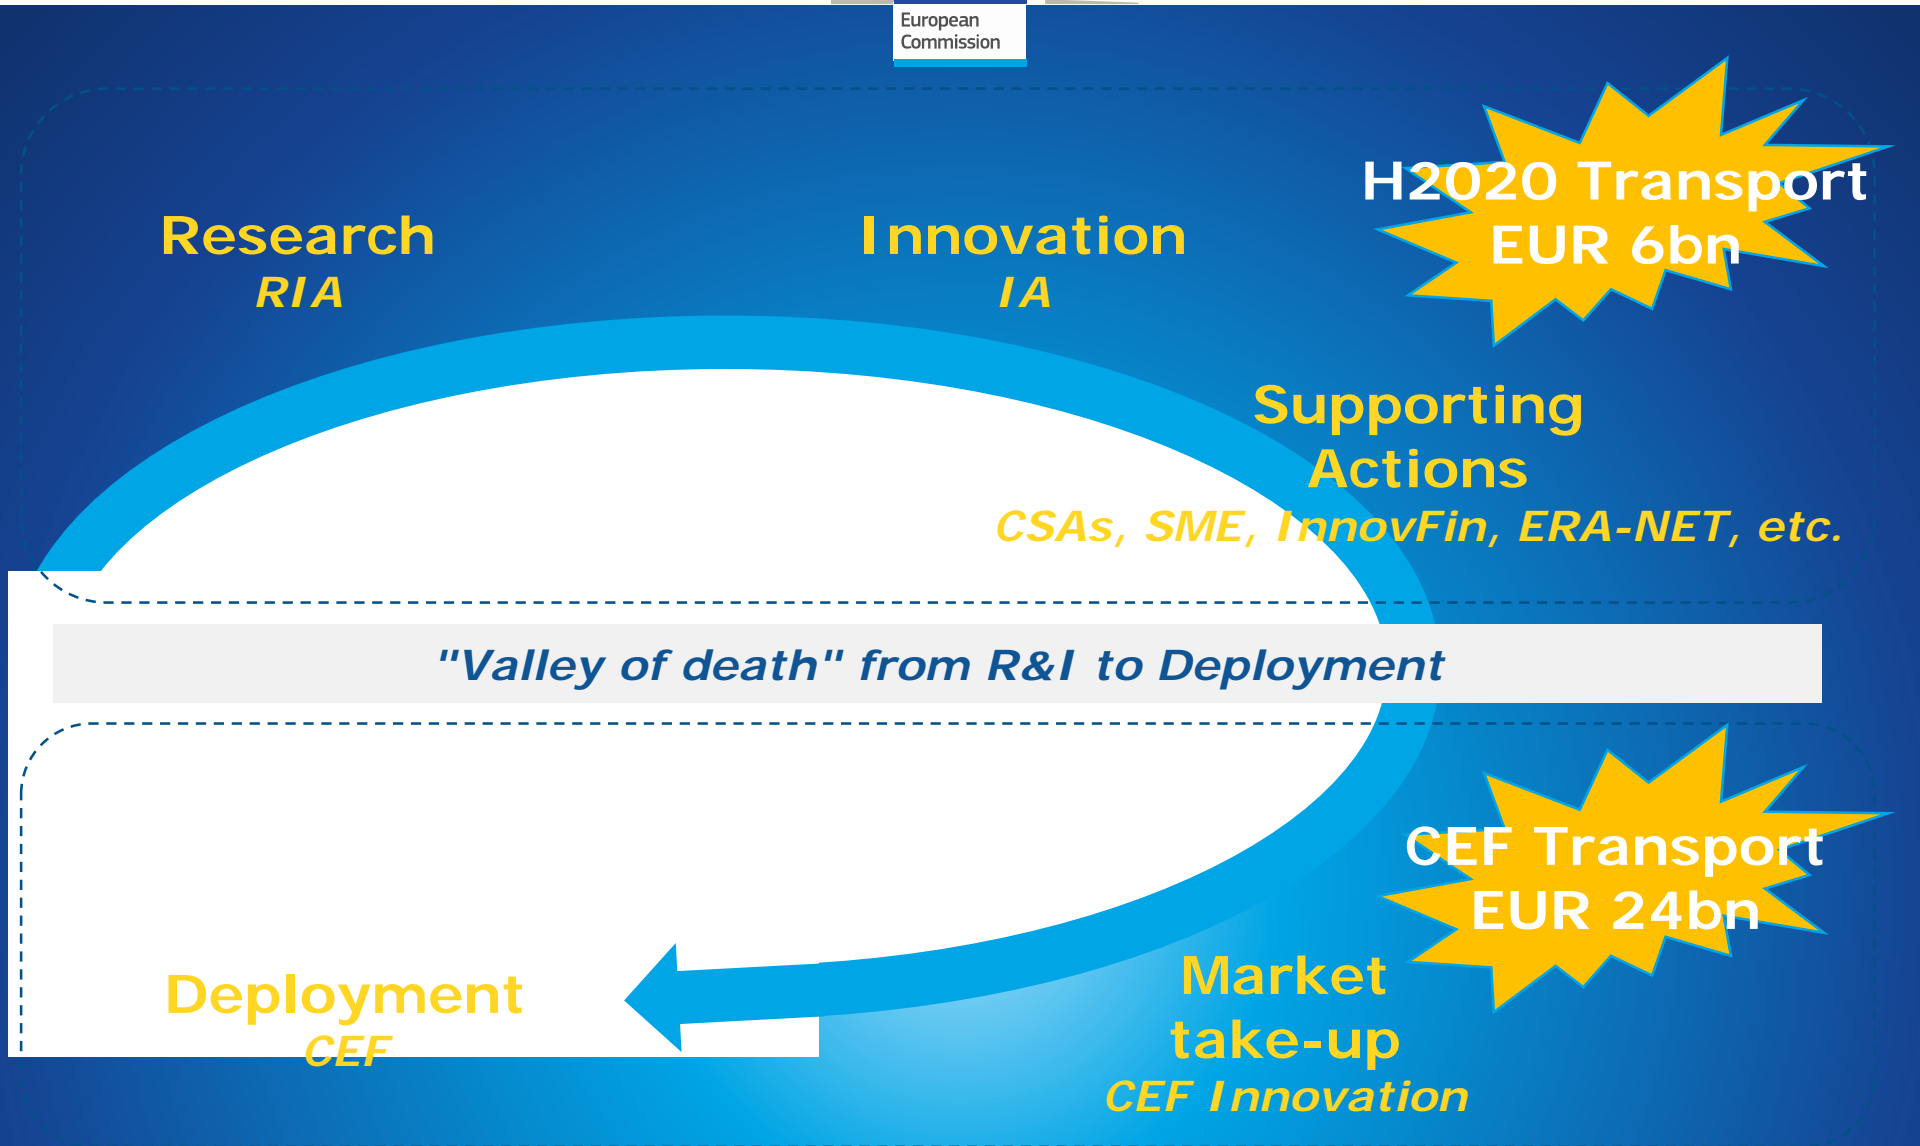 European
Commission
H2020 Transport
EUR 6bn
Research
RIA
Innovation
IA
Supporting
Actions
CSAs, SME, InnovFin, ERA-NET, etc.
"Valley of death" from R&I to Deployment
CEF Transport
EUR 24bn
Deployment
CEF
Market
take-up
CEF Innovation